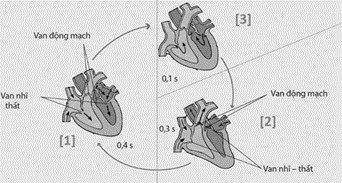 Van động mạch
[3]
Van nhĩ
thất
0,1 s
[1]
0,4 s
0,3 s
[2]
Van động mạch
Van nhĩ – thất